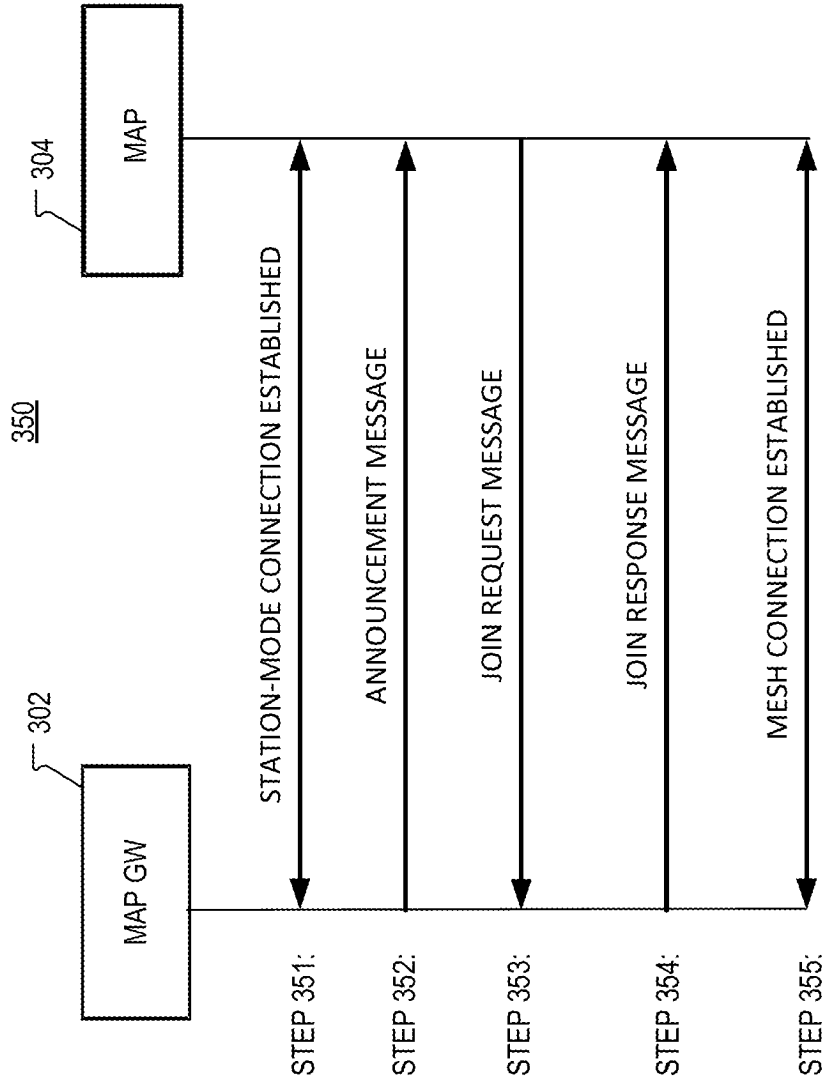 350
302
304
MAP GW
MAP
STEP 351:
STATION-MODE CONNECTION ESTABLISHED
STEP 352:
ANNOUNCEMENT MESSAGE
STEP 353:
JOIN REQUEST MESSAGE
STEP 354:
JOIN RESPONSE MESSAGE
STEP 355:
MESH CONNECTION ESTABLISHED